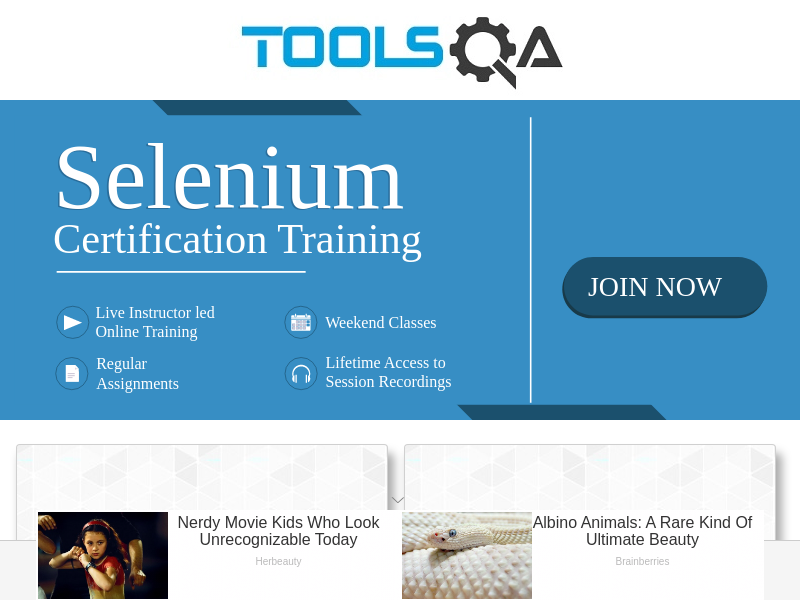 TOOLSQA
Selenium
Certification Training
JOIN NOW
Live Instructor led
Online Training
Weekend Classes
Regular
Assignments
Lifetime Access to
Session Recordings
Nerdy Movie Kids Who Look
Unrecognizable Today
Herbeauty
Albino Animals: A Rare Kind Of
Ultimate Beauty
Brainberries